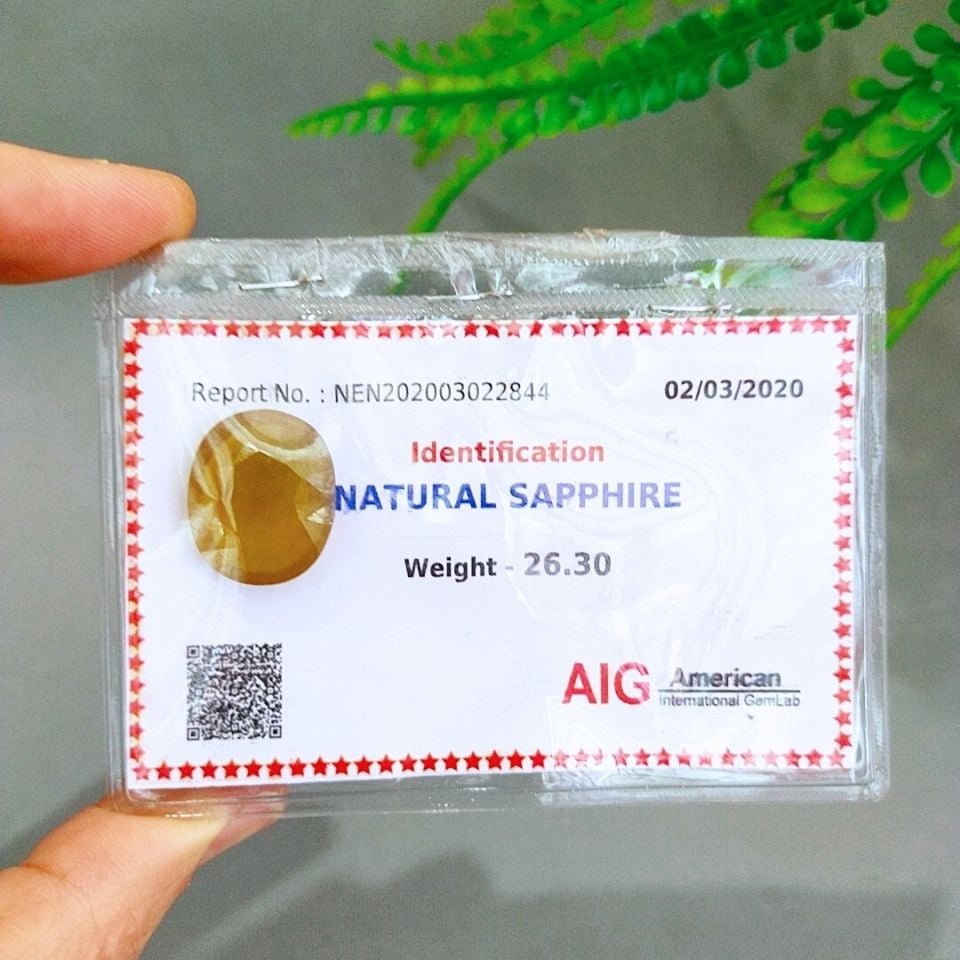 Report No. : NEN202003022844
02/03/2020
Identification
NATURAL SAPPHIRE
Weight - 26.30
AIG American
International GemLab